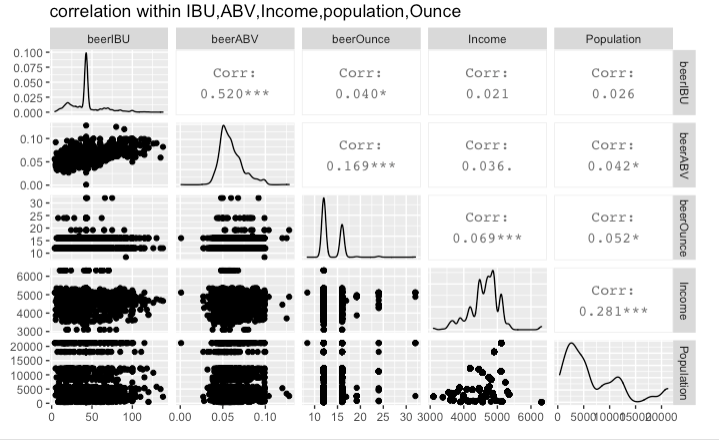 correlation within IBU,ABV,Income,population,Ounce
beerIBU beerABV beerOunce Income Population
0.100
0.075
0.050
0.025
0.000
Corr:
0.520***
Corr:
0.040*
Corr:
0.021
Corr:
0.026
beerIBU
0.10
0.05
0.00
Corr:
0.169***
Corr:
0.036.
Corr:
0.042*
beerABV
30
25
20
15
10
Corr:
0.069***
Corr:
0.052*
beerOunce
6000
5000
4000
3000
Corr:
0.281***
Income
20000
15000
10000
5000
0
Population
0 50 100 0.00 0.05 0.10 10 15 20 25 30 3000 4000 5000 6000 0 5000 10000 15000 20000